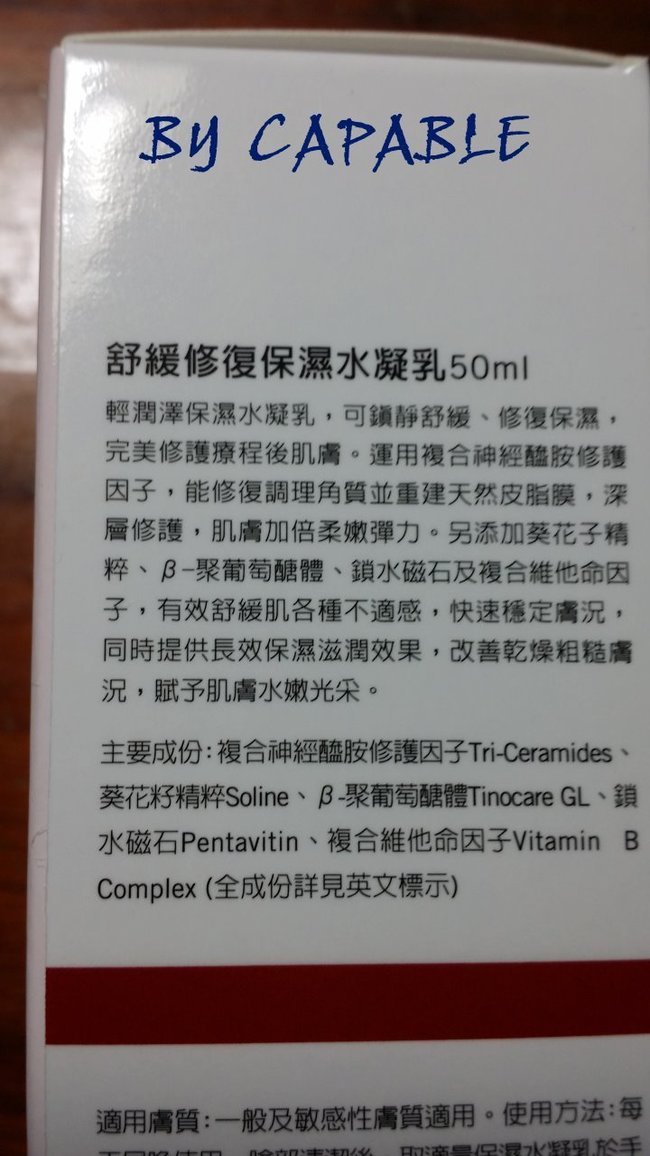 BY CAPABLE
舒緩修復保濕水凝乳50ml
輕潤澤保濕水凝乳，可鎮靜舒緩、修復保濕，
完美修護療程後肌膚。運用複合神經醯胺修護
因子，能修復調理角質並重建天然皮脂膜，深
層修護，肌膚加倍柔嫩彈力。另添加葵花子精
粹、β-聚葡萄醣體、鎖水磁石及複合維他命因
子，有效舒緩肌各種不適感，快速穩定膚況，
同時提供長效保濕滋潤效果，改善乾燥粗糙膚
況，賦予肌膚水嫩光采。
主要成份：複合神經醯胺修護因子Tri-Ceramides、
葵花籽精粹Soline、β-聚葡萄醣體Tinocare GL、鎖
水磁石Pentavitin、複合維他命因子Vitamin B
Complex (全成份詳見英文標示)
適用膚質：一般及敏感性膚質適用。使用方法：每
取適量保濕水凝乳於手